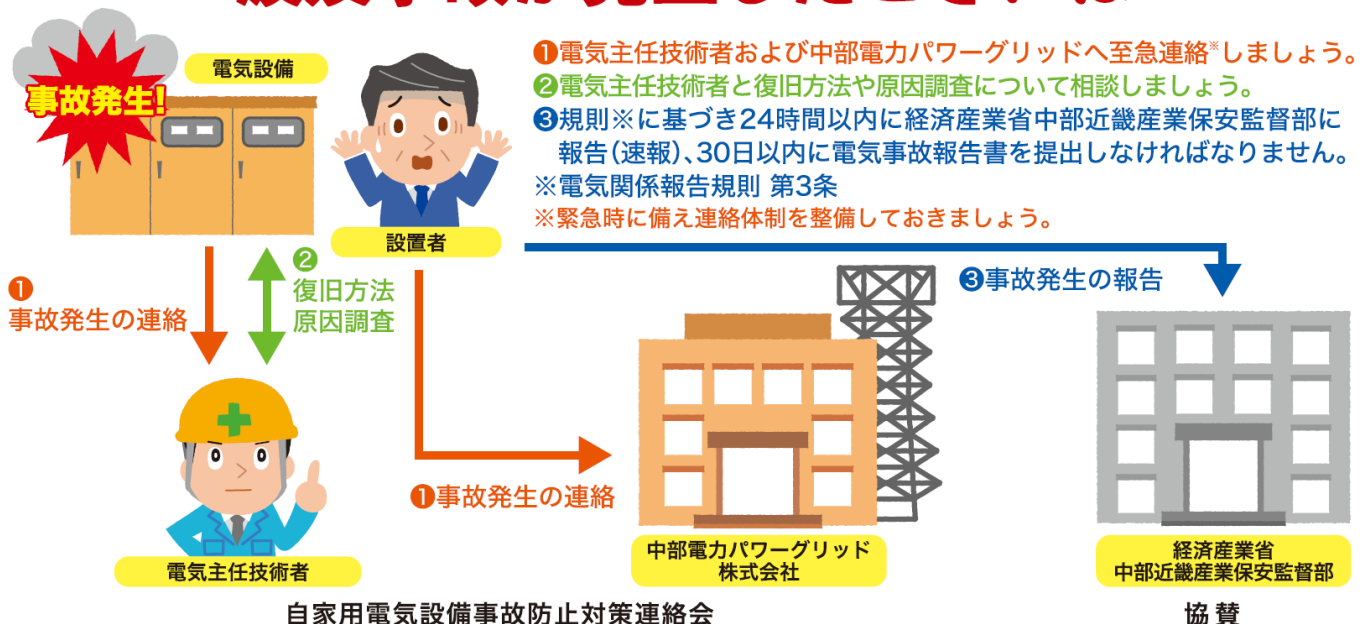 電気設備
事故発生!
設置者
❶電気主任技術者および中部電力パワーグリッドへ至急連絡※しましょう。
❷電気主任技術者と復旧方法や原因調査について相談しましょう。
❸規則※に基づき24時間以内に経済産業省中部近畿産業保安監督部に
報告(速報)、30日以内に電気事故報告書を提出しなければなりません。
※電気関係報告規則 第3条
※緊急時に備え連絡体制を整備しておきましょう。
❶
事故発生の連絡
❷
復旧方法
原因調査
❸事故発生の報告
❶事故発生の連絡
電気主任技術者
中部電力パワーグリッド
株式会社
経済産業省
中部近畿産業保安監督部
自家用電気設備事故防止対策連絡会
協賛